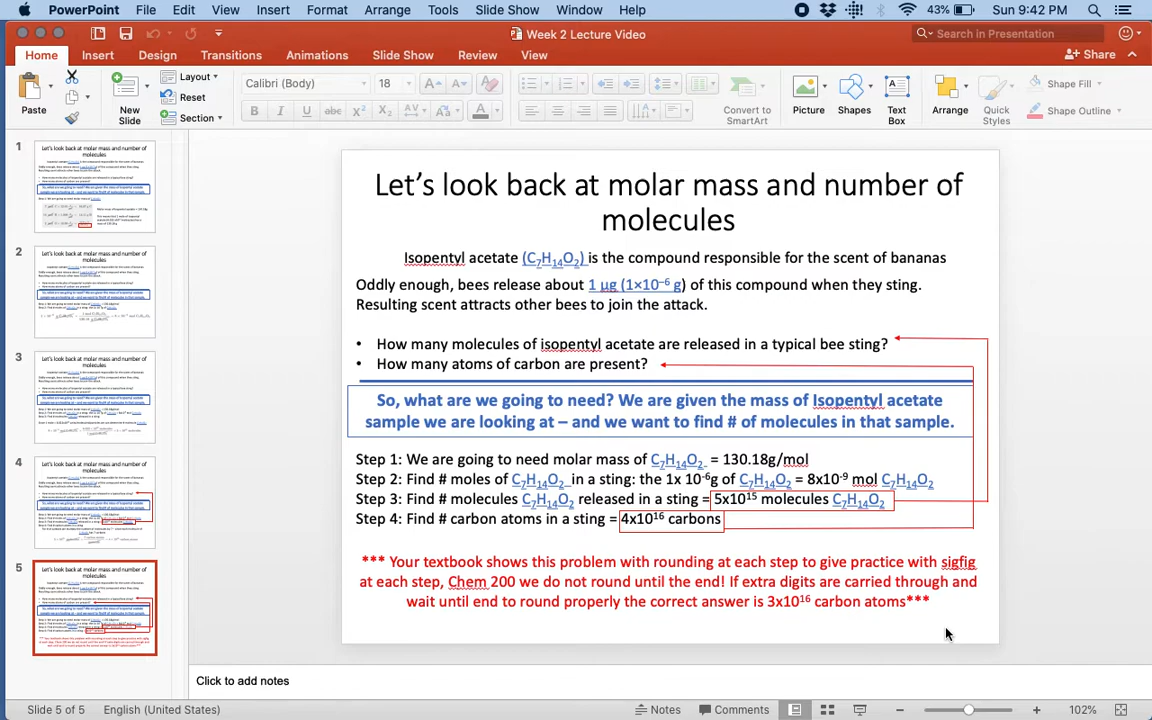 PowerPoint File Edit View Insert Format Arrange Tools Slide Show Window Help 43% Sun 9:42 PM
Week 2 Lecture Video
Search in Presentation
Home Insert Design Transitions Animations Slide Show Review View
Share
Paste
New Slide
Layout
Reset
Section
Calibri (Body) 18
B I U abc X² X₂ AV Aa A
Convert to SmartArt
Picture
Shapes
Text Box
Arrange
Quick Styles
Shape Fill
Shape Outline
1
2
3
4
5
Let's look back at molar mass and number of
molecules
Isopentyl acetate (C₇H₁₄O₂) is the compound responsible for the scent of bananas
Oddly enough, bees release about 1 μg (1×10⁻⁶ g) of this compound when they sting.
Resulting scent attracts other bees to join the attack.
• How many molecules of isopentyl acetate are released in a typical bee sting?
• How many atoms of carbon are present?
So, what are we going to need? We are given the mass of Isopentyl acetate
sample we are looking at – and we want to find # of molecules in that sample.
Step 1: We are going to need molar mass of C₇H₁₄O₂ = 130.18g/mol
Step 2: Find # moles of C₇H₁₄O₂ in a sting: the 1x 10⁻⁶g of C₇H₁₄O₂ = 8x10⁻⁹ mol C₇H₁₄O₂
Step 3: Find # molecules C₇H₁₄O₂ released in a sting = 5x10¹⁵ molecules C₇H₁₄O₂
Step 4: Find # carbon atoms in a sting = 4x10¹⁶ carbons
*** Your textbook shows this problem with rounding at each step to give practice with sigfig
at each step, Chem 200 we do not round until the end! If extra digits are carried through and
wait until end to round properly the correct answer is 3x10¹⁶ carbon atoms***
Click to add notes
Slide 5 of 5 English (United States) Notes Comments 102%